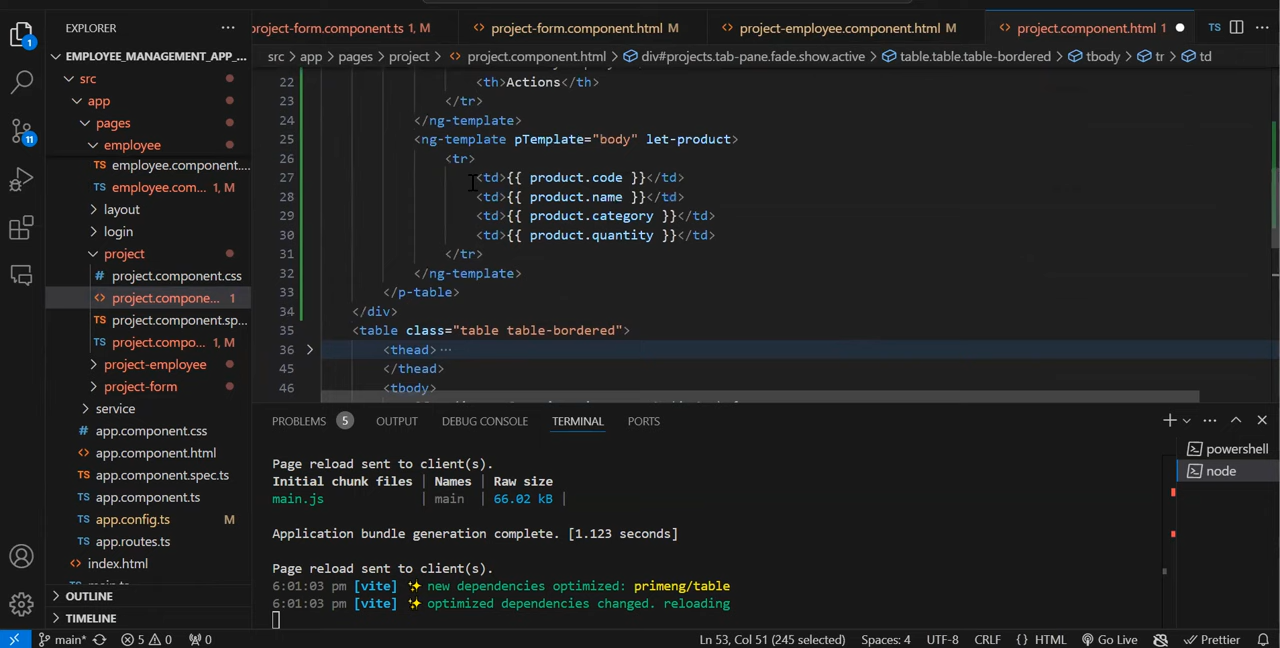 EXPLORER
···
project-form.component.ts 1, M
project-form.component.html M
project-employee.component.html M
project.component.html 1
TS
···
EMPLOYEE_MANAGEMENT_APP_...
src > app > pages > project > project.component.html > div#projects.tab-pane.fade.show.active > table.table.table-bordered > tbody > tr > td
src
app
pages
employee
TS employee.component....
TS employee.com... 1, M
layout
login
project
# project.component.css
project.compone... 1
TS project.component.sp...
TS project.compo... 1, M
project-employee
project-form
service
# app.component.css
app.component.html
TS app.component.spec.ts
TS app.component.ts
TS app.config.ts M
TS app.routes.ts
index.html
OUTLINE
TIMELINE
1
11
22 <th>Actions</th>
23 </tr>
24 </ng-template>
25 <ng-template pTemplate="body" let-product>
26 <tr>
27 <td>{{ product.code }}</td>
28 <td>{{ product.name }}</td>
29 <td>{{ product.category }}</td>
30 <td>{{ product.quantity }}</td>
31 </tr>
32 </ng-template>
33 </p-table>
34 </div>
35 <table class="table table-bordered">
36 <thead> ···
45 </thead>
46 <tbody>
PROBLEMS 5 OUTPUT DEBUG CONSOLE TERMINAL PORTS
powershell
node
Page reload sent to client(s).
Initial chunk files | Names | Raw size
main.js | main | 66.02 kB |
Application bundle generation complete. [1.123 seconds]
Page reload sent to client(s).
6:01:03 pm [vite] ✨ new dependencies optimized: primeng/table
6:01:03 pm [vite] ✨ optimized dependencies changed. reloading
main* 5 0 0 Ln 53, Col 51 (245 selected) Spaces: 4 UTF-8 CRLF {} HTML Go Live Prettier